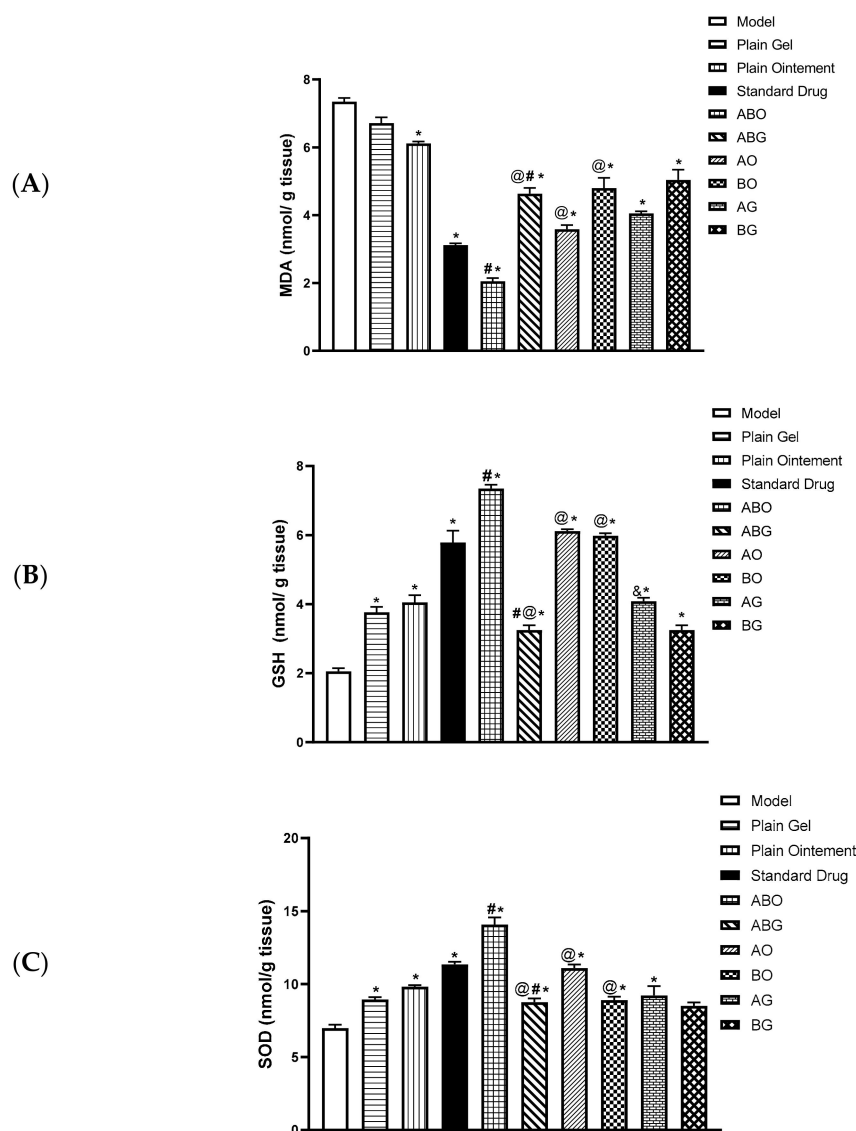 (A)
MDA (nmol/ g tissue)
8
6
4
2
0
*
*
#*
@#*
@*
@*
*
*
Model
Plain Gel
Plain Ointement
Standard Drug
ABO
ABG
AO
BO
AG
BG
(B)
GSH (nmol/ g tissue)
8
6
4
2
0
*
*
*
#*
#@*
@*
@*
&*
*
Model
Plain Gel
Plain Ointement
Standard Drug
ABO
ABG
AO
BO
AG
BG
(C)
SOD (nmol/g tissue)
20
15
10
5
0
*
*
*
#*
@#*
@*
@*
*
Model
Plain Gel
Plain Ointement
Standard Drug
ABO
ABG
AO
BO
AG
BG